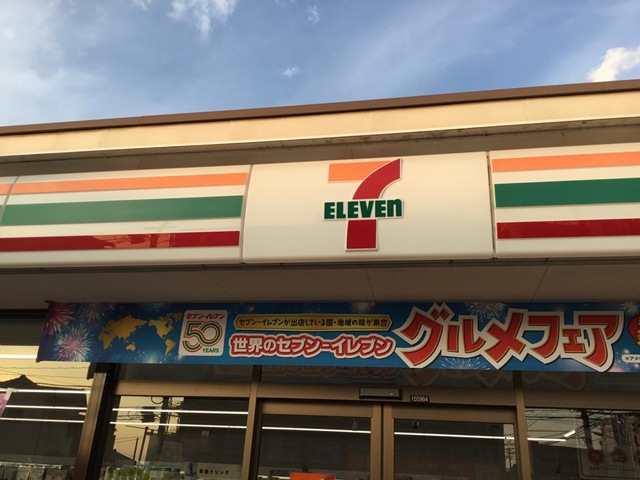 7
ELEVEn
セブン-イレブン
50
YEARS
セブン-イレブンが出店している国・地域の味が集合
世界のセブン-イレブン
グルメフェア
155984